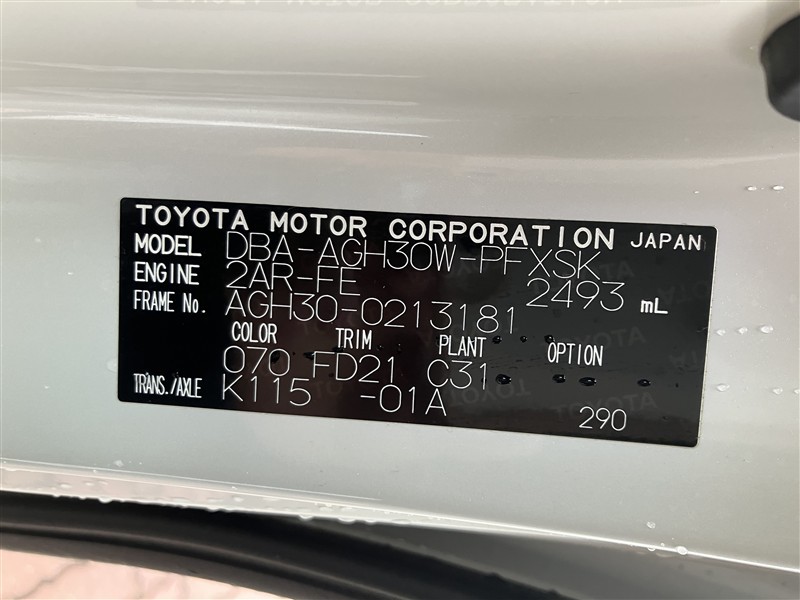 TOYOTA MOTOR CORPORATION JAPAN
MODEL DBA-AGH30W-PFXSK
ENGINE 2AR-FE 2493 mL
FRAME No. AGH30-0213181
COLOR TRIM PLANT OPTION
070 FD21 C31
TRANS./AXLE K115 -01A
290